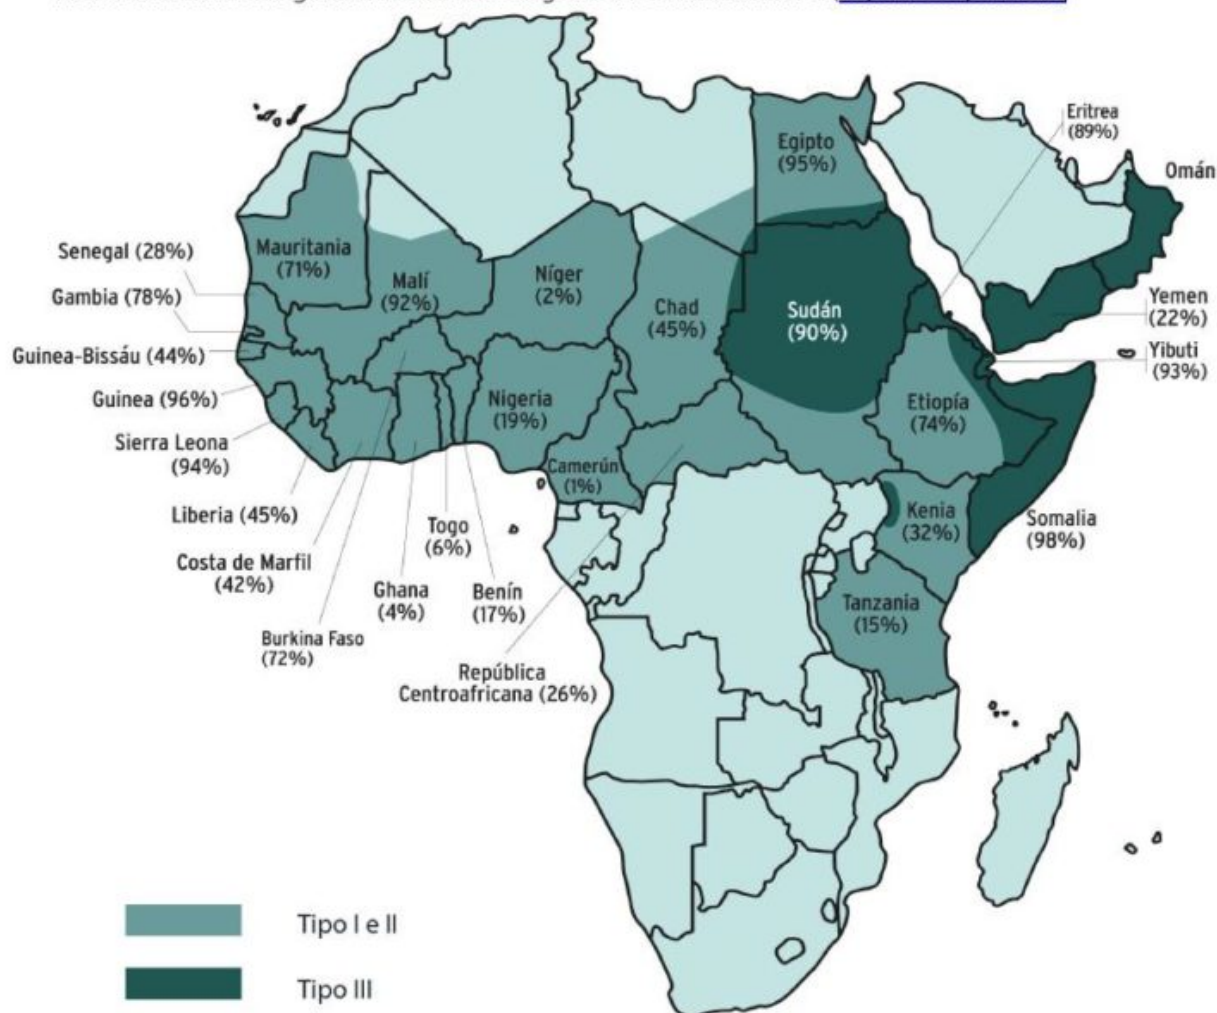 Eritrea
(89%)
Egipto
(95%)
Omán
Senegal (28%)
Mauritania
(71%)
Malí
(92%)
Níger
(2%)
Gambia (78%)
Chad
(45%)
Sudán
(90%)
Yemen
(22%)
Guinea-Bissáu (44%)
Yibuti
(93%)
Guinea (96%)
Nigeria
(19%)
Etiopía
(74%)
Sierra Leona
(94%)
Camerún
(1%)
Liberia (45%)
Togo
(6%)
Kenia
(32%)
Somalia
(98%)
Costa de Marfil
(42%)
Ghana
(4%)
Benín
(17%)
Tanzania
(15%)
Burkina Faso
(72%)
República
Centroafricana (26%)
Tipo I e II
Tipo III